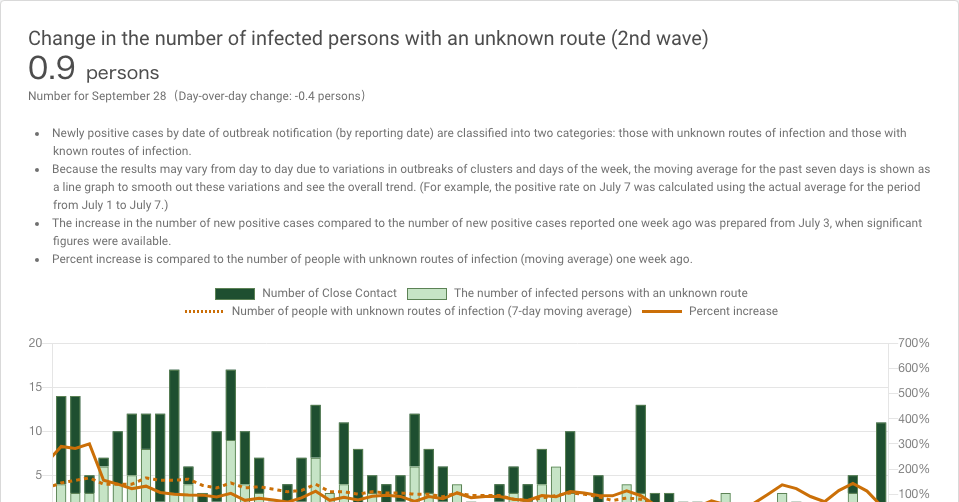 Change in the number of infected persons with an unknown route (2nd wave)
0.9 persons
Number for September 28 （Day-over-day change: -0.4 persons）
• Newly positive cases by date of outbreak notification (by reporting date) are classified into two categories: those with unknown routes of infection and those with
known routes of infection.
• Because the results may vary from day to day due to variations in outbreaks of clusters and days of the week, the moving average for the past seven days is shown as
a line graph to smooth out these variations and see the overall trend. (For example, the positive rate on July 7 was calculated using the actual average for the period
from July 1 to July 7.)
• The increase in the number of new positive cases compared to the number of new positive cases reported one week ago was prepared from July 3, when significant
figures were available.
• Percent increase is compared to the number of people with unknown routes of infection (moving average) one week ago.
Number of Close Contact The number of infected persons with an unknown route
Number of people with unknown routes of infection (7-day moving average) Percent increase
20 700%
600%
15 500%
400%
10 300%
200%
5 100%